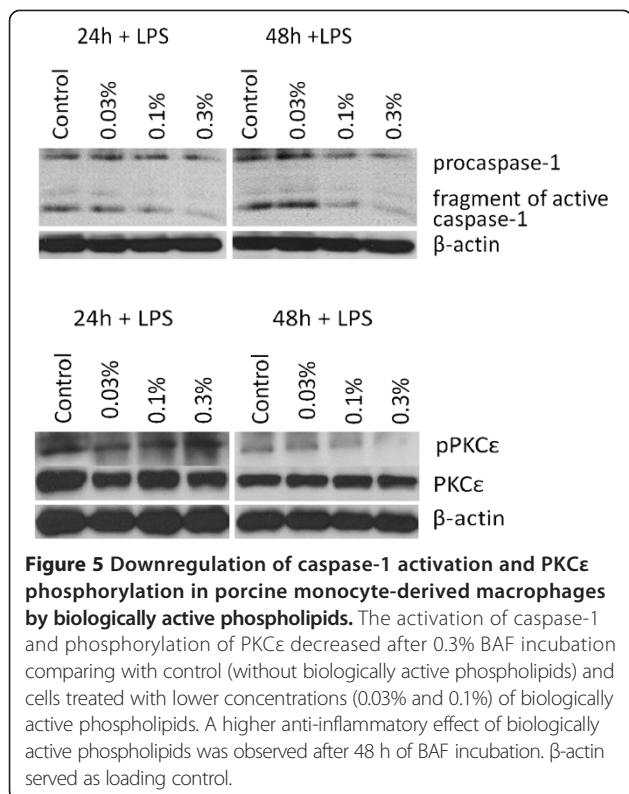 24h + LPS 48h +LPS
Control 0.03% 0.1% 0.3% Control 0.03% 0.1% 0.3%
procaspase-1
fragment of active
caspase-1
β-actin
24h + LPS 48h + LPS
Control 0.03% 0.1% 0.3% Control 0.03% 0.1% 0.3%
pPKCε
PKCε
β-actin
Figure 5 Downregulation of caspase-1 activation and PKCε
phosphorylation in porcine monocyte-derived macrophages
by biologically active phospholipids. The activation of caspase-1
and phosphorylation of PKCε decreased after 0.3% BAF incubation
comparing with control (without biologically active phospholipids) and
cells treated with lower concentrations (0.03% and 0.1%) of biologically
active phospholipids. A higher anti-inflammatory effect of biologically
active phospholipids was observed after 48 h of BAF incubation. β-actin
served as loading control.